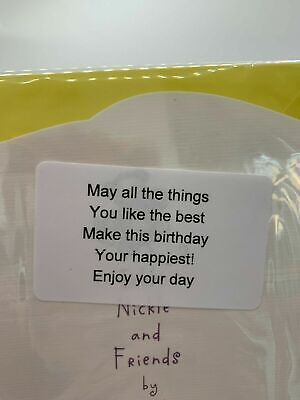 May all the things
You like the best
Make this birthday
Your happiest!
Enjoy your day
Nickie
and
Friends
by